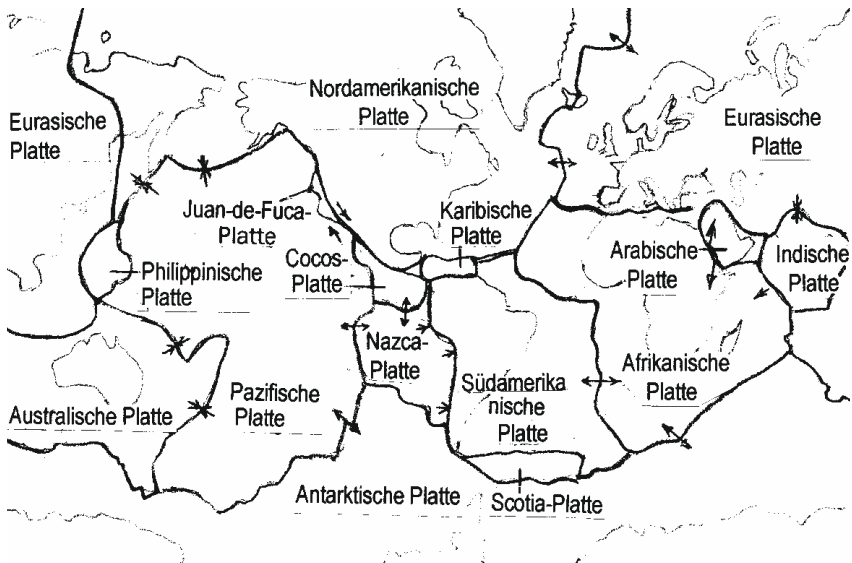 Nordamerikanische
Platte
Eurasische
Platte
Eurasische
Platte
Juan-de-Fuca-
Platte
Karibische
Platte
Philippinische
Platte
Cocos-
Platte
Arabische
Platte
Indische
Platte
Nazca-
Platte
Südamerika
nische
Platte
Afrikanische
Platte
Australische Platte
Pazifische
Platte
Antarktische Platte
Scotia-Platte